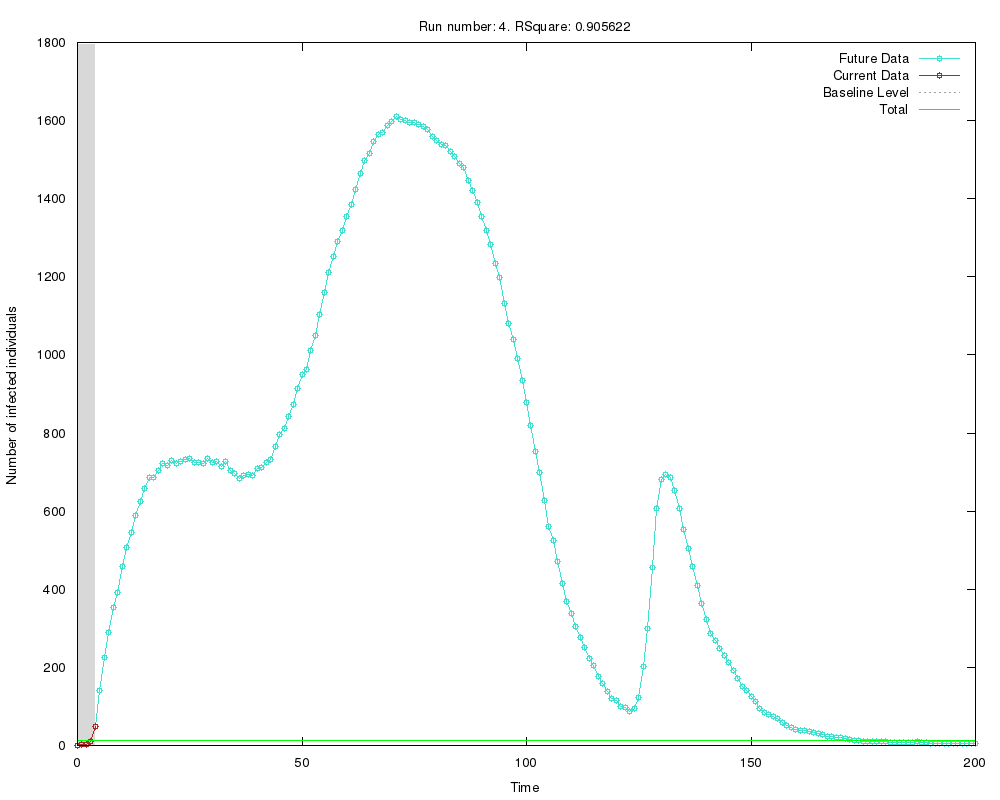 Run number: 4. RSquare: 0.905622
1800
1600
1400
1200
1000
800
600
400
200
0
Number of infected individuals
Future Data
Current Data
Baseline Level
Total
0 50 100 150 200
Time